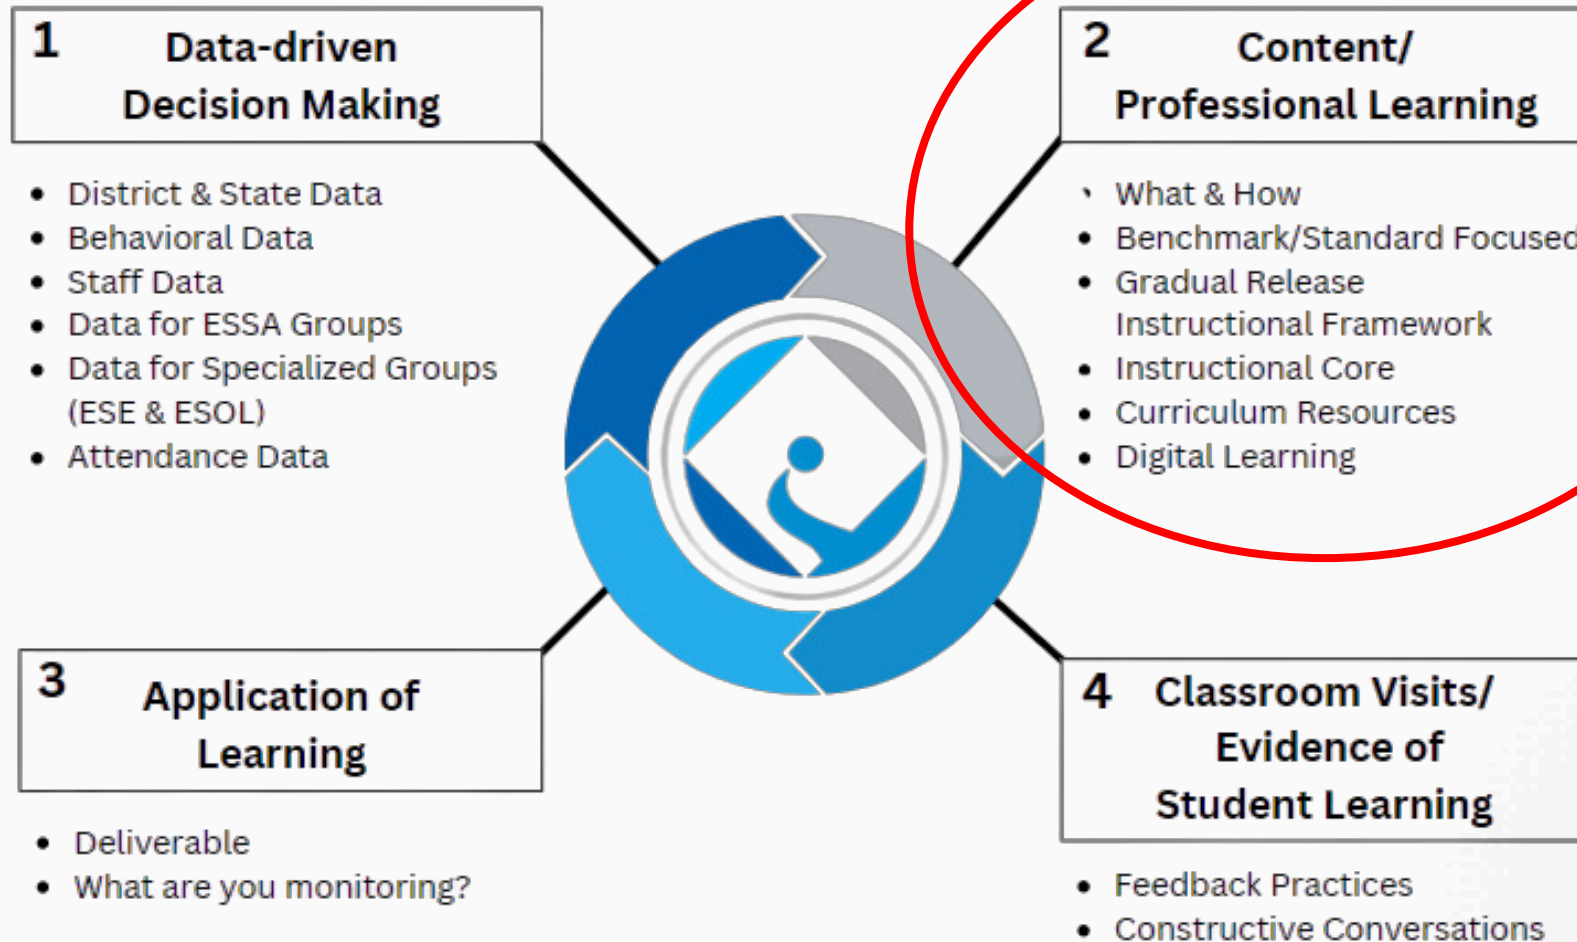 1 Data-driven
Decision Making
• District & State Data
• Behavioral Data
• Staff Data
• Data for ESSA Groups
• Data for Specialized Groups
(ESE & ESOL)
• Attendance Data
2 Content/
Professional Learning
• What & How
• Benchmark/Standard Focused
• Gradual Release
Instructional Framework
• Instructional Core
• Curriculum Resources
• Digital Learning
3 Application of
Learning
• Deliverable
• What are you monitoring?
4 Classroom Visits/
Evidence of
Student Learning
• Feedback Practices
• Constructive Conversations